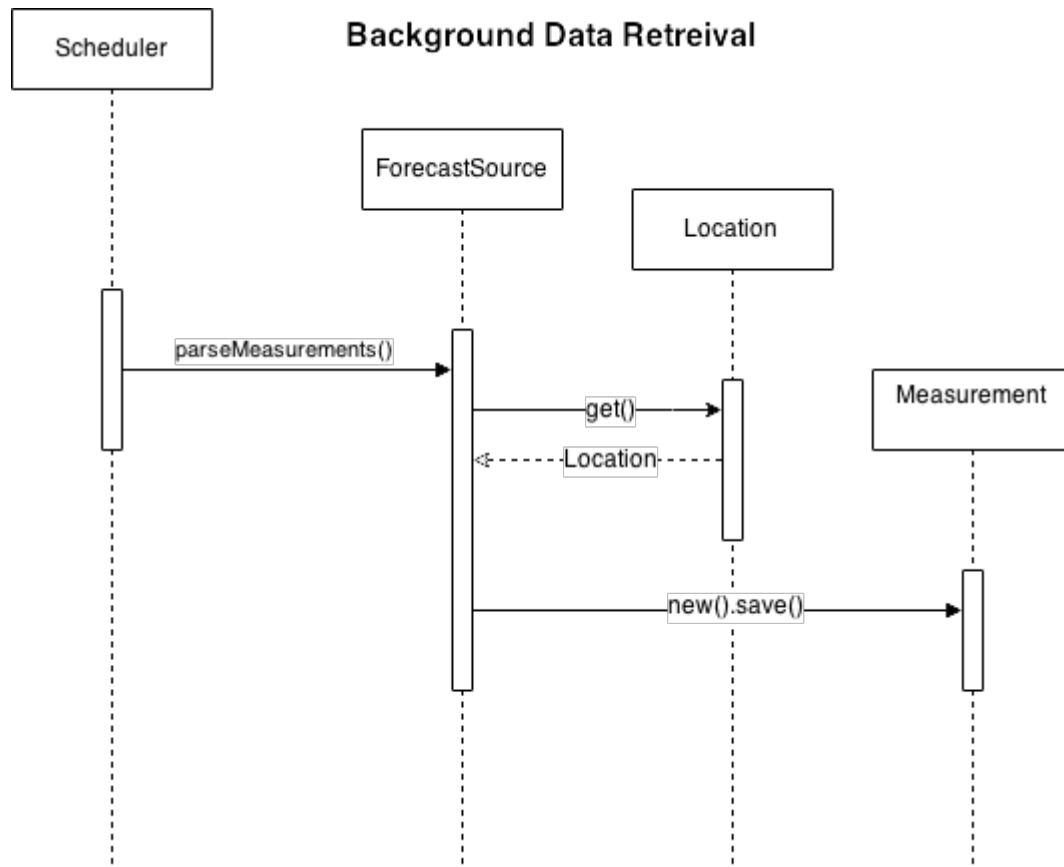 Scheduler
Background Data Retreival
ForecastSource
Location
parseMeasurements()
Measurement
get()
Location
new().save()